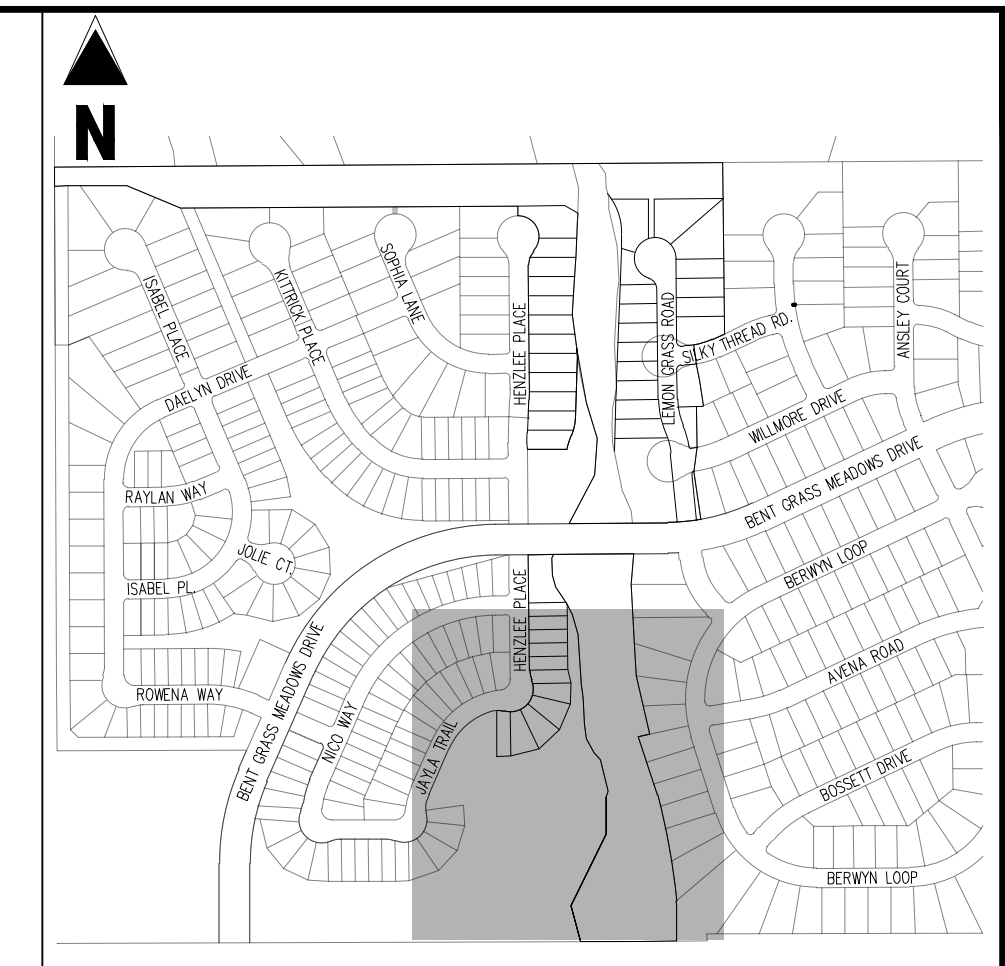 N
ISABEL PLACE
KITTRICK PLACE
SOPHIA LANE
HENZLEE PLACE
LEMON GRASS ROAD
SILKY THREAD RD.
ANSLEY COURT
DAELYN DRIVE
WILLMORE DRIVE
BENT GRASS MEADOWS DRIVE
RAYLAN WAY
JOLIE CT.
ISABEL PL.
BERWYN LOOP
HENZLEE PLACE
AVENA ROAD
ROWENA WAY
BENT GRASS MEADOWS DRIVE
NICO WAY
JAYLA TRAIL
BOSSETT DRIVE
BERWYN LOOP